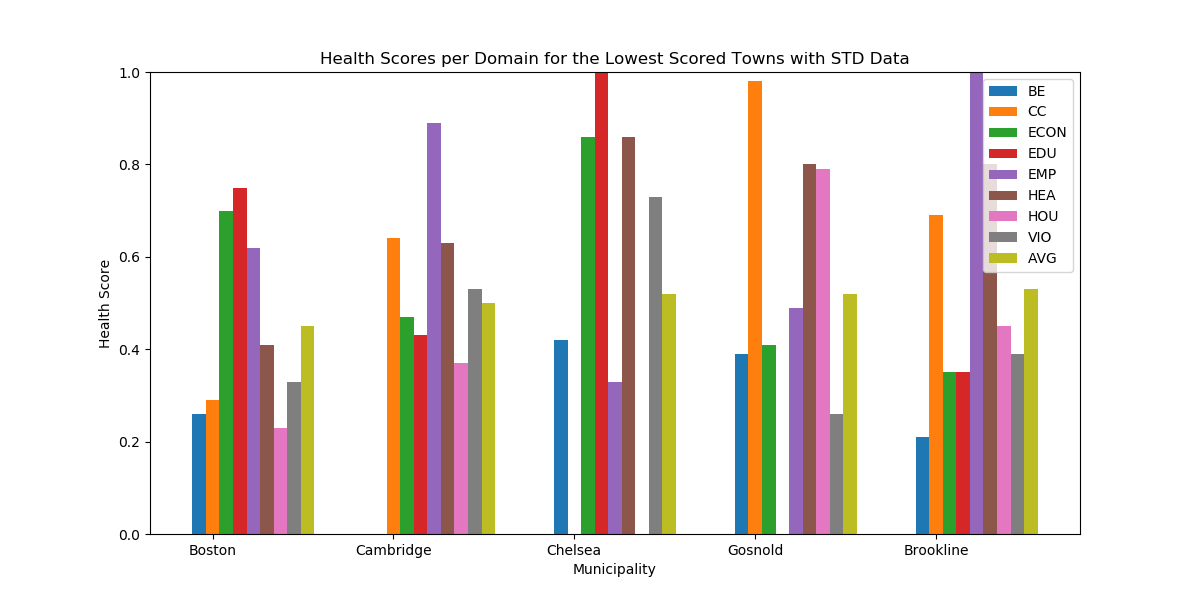 Health Scores per Domain for the Lowest Scored Towns with STD Data
Health Score
1.0
0.8
0.6
0.4
0.2
0.0
BE
CC
ECON
EDU
EMP
HEA
HOU
VIO
AVG
Boston Cambridge Chelsea Gosnold Brookline
Municipality